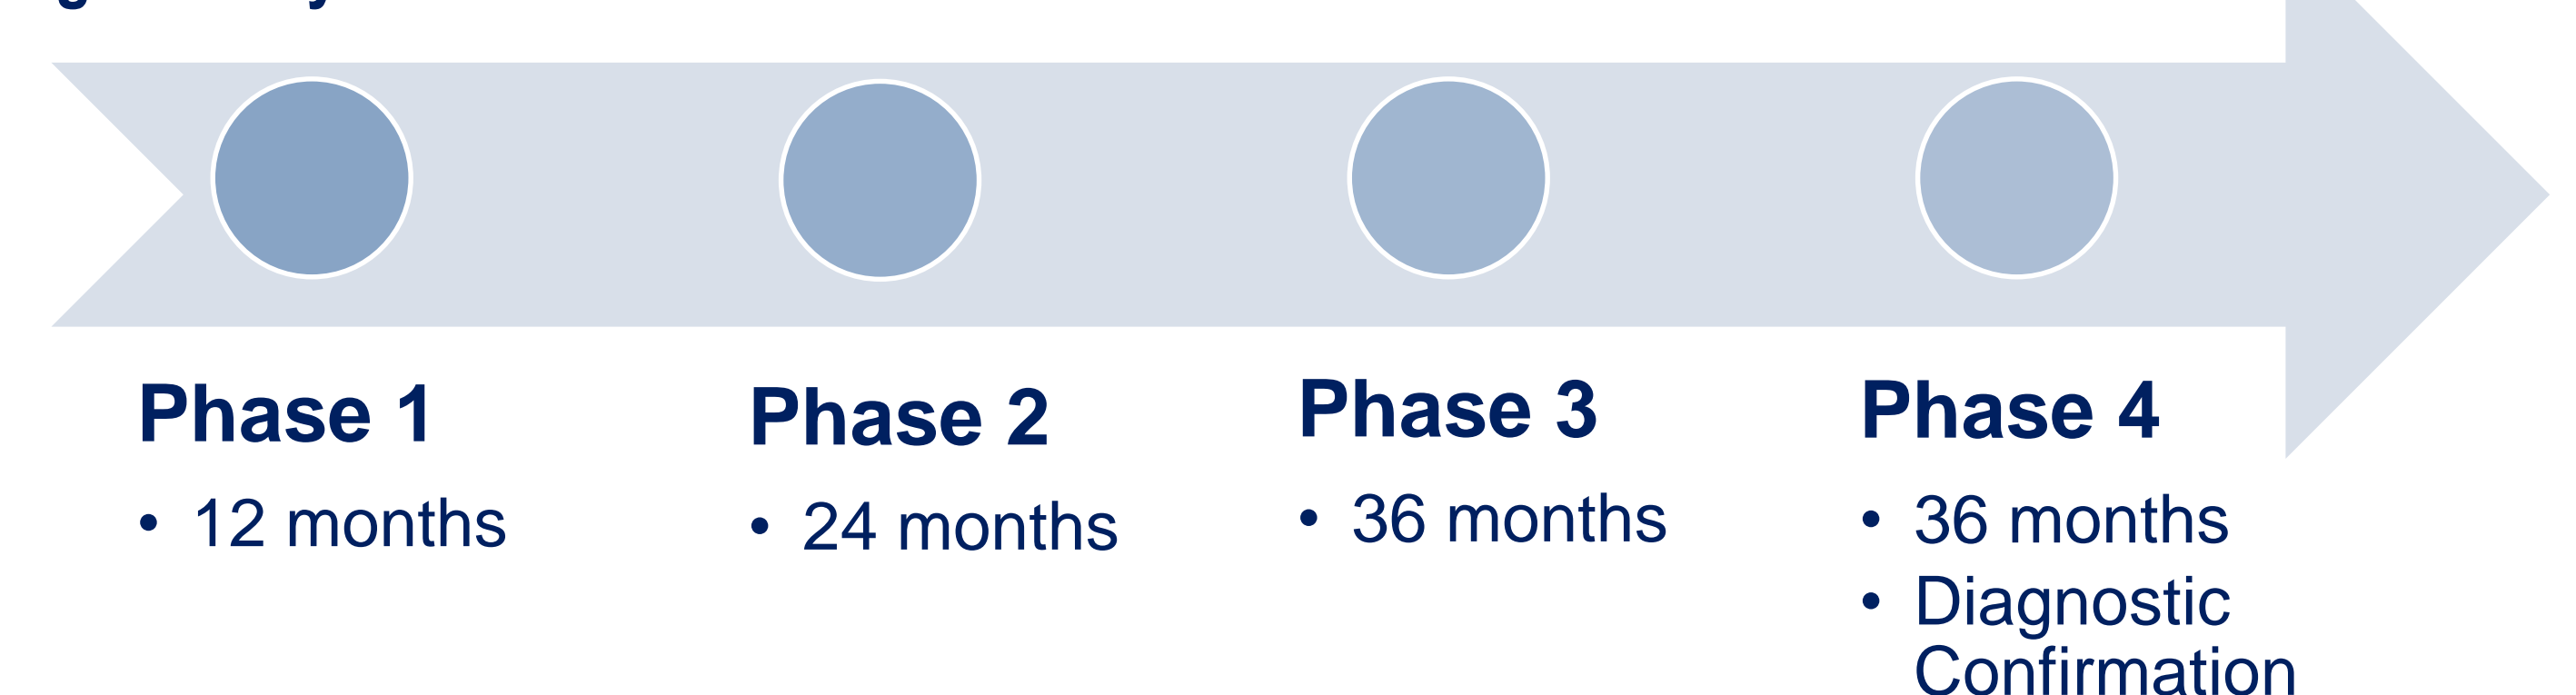 Phase 1
• 12 months
Phase 2
• 24 months
Phase 3
• 36 months
Phase 4
• 36 months
• Diagnostic
Confirmation